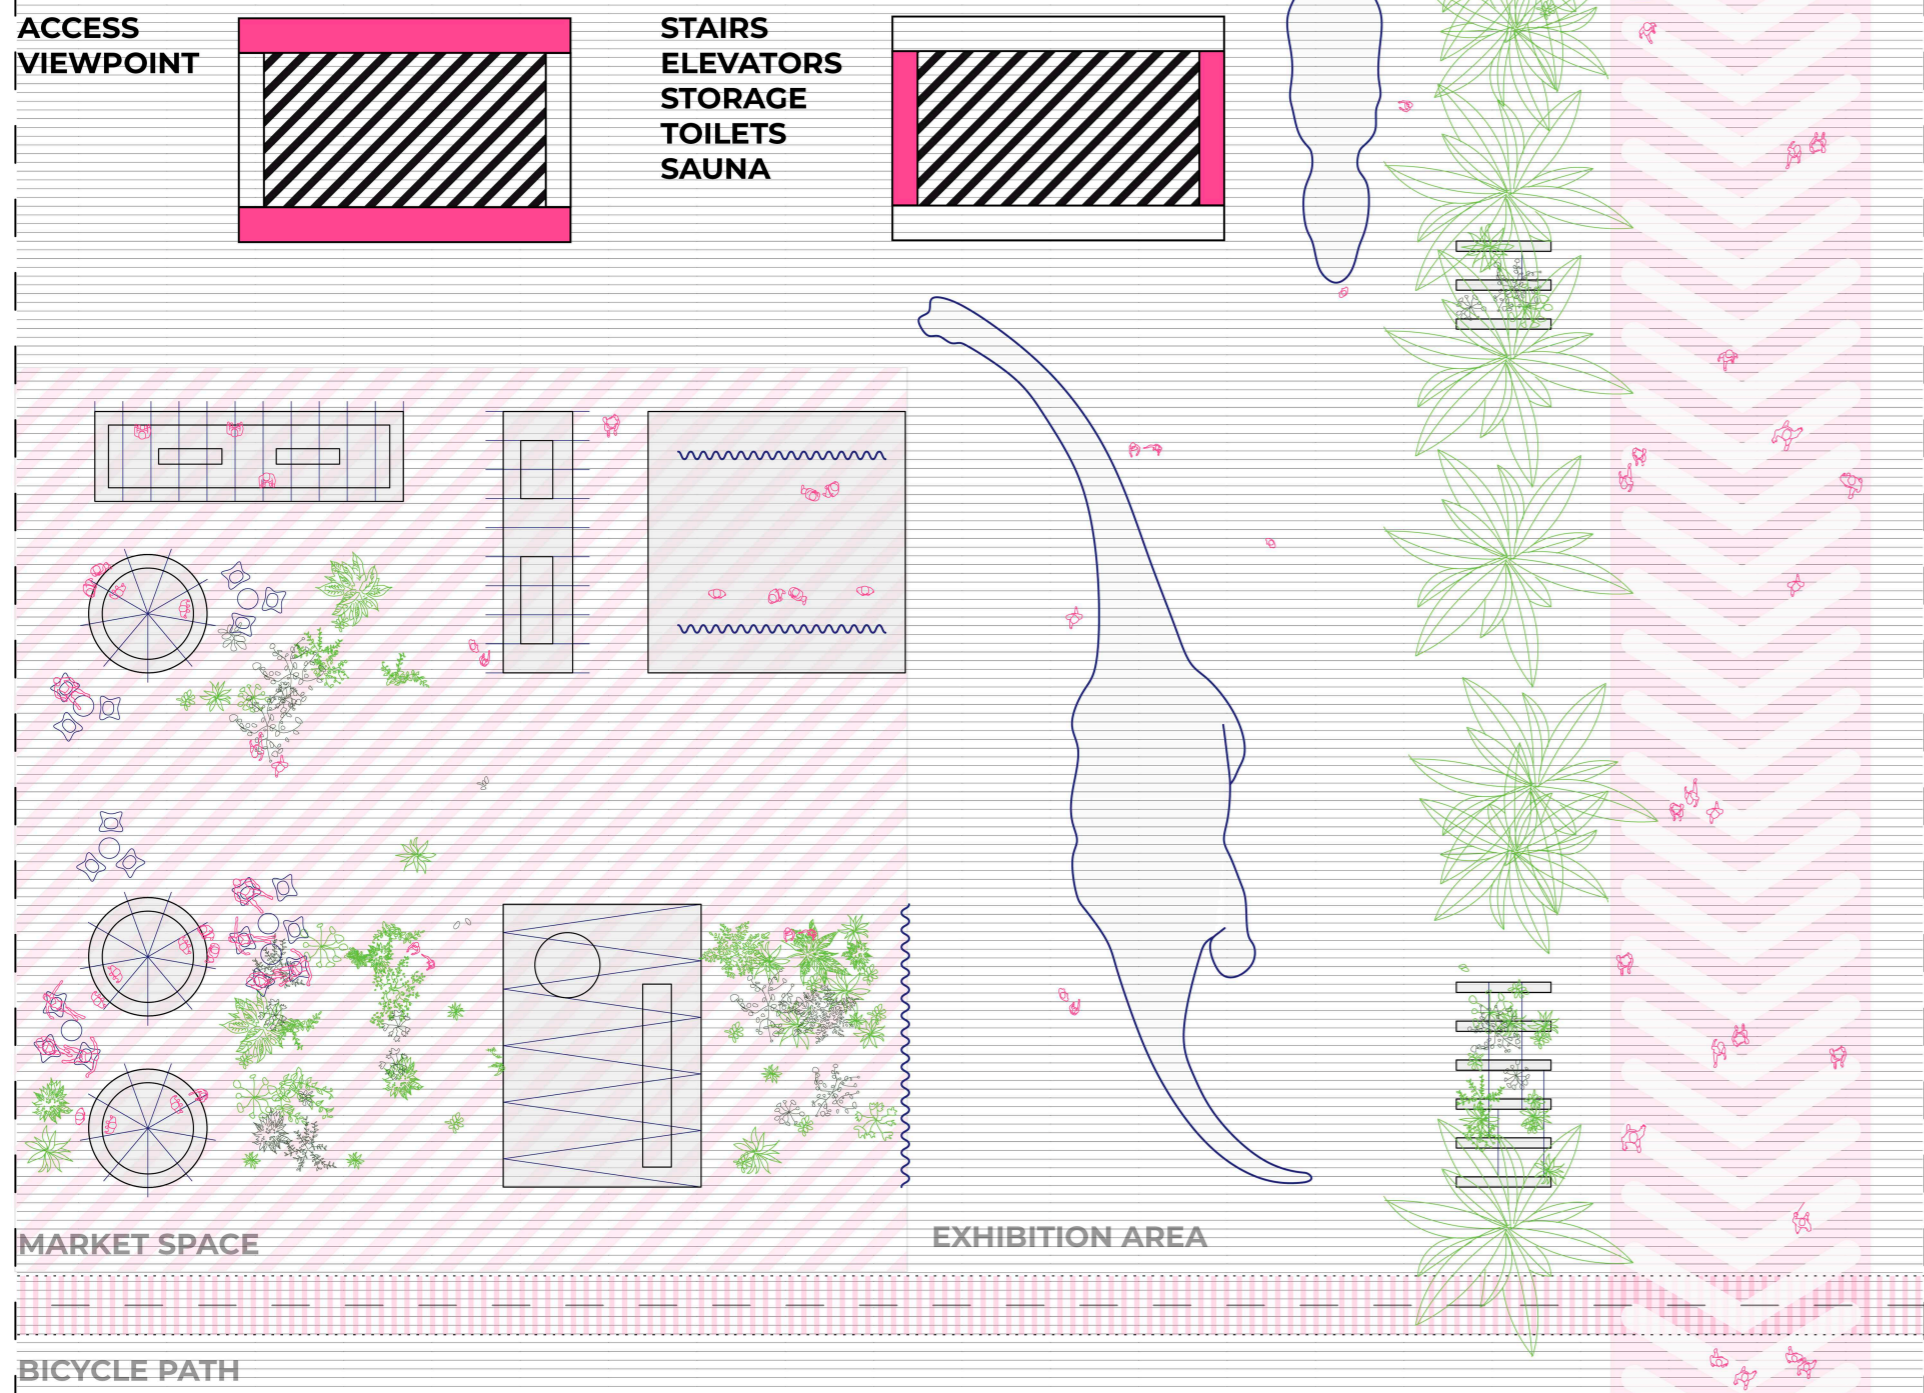 ACCESS
VIEWPOINT
STAIRS
ELEVATORS
STORAGE
TOILETS
SAUNA
MARKET SPACE
EXHIBITION AREA
BICYCLE PATH